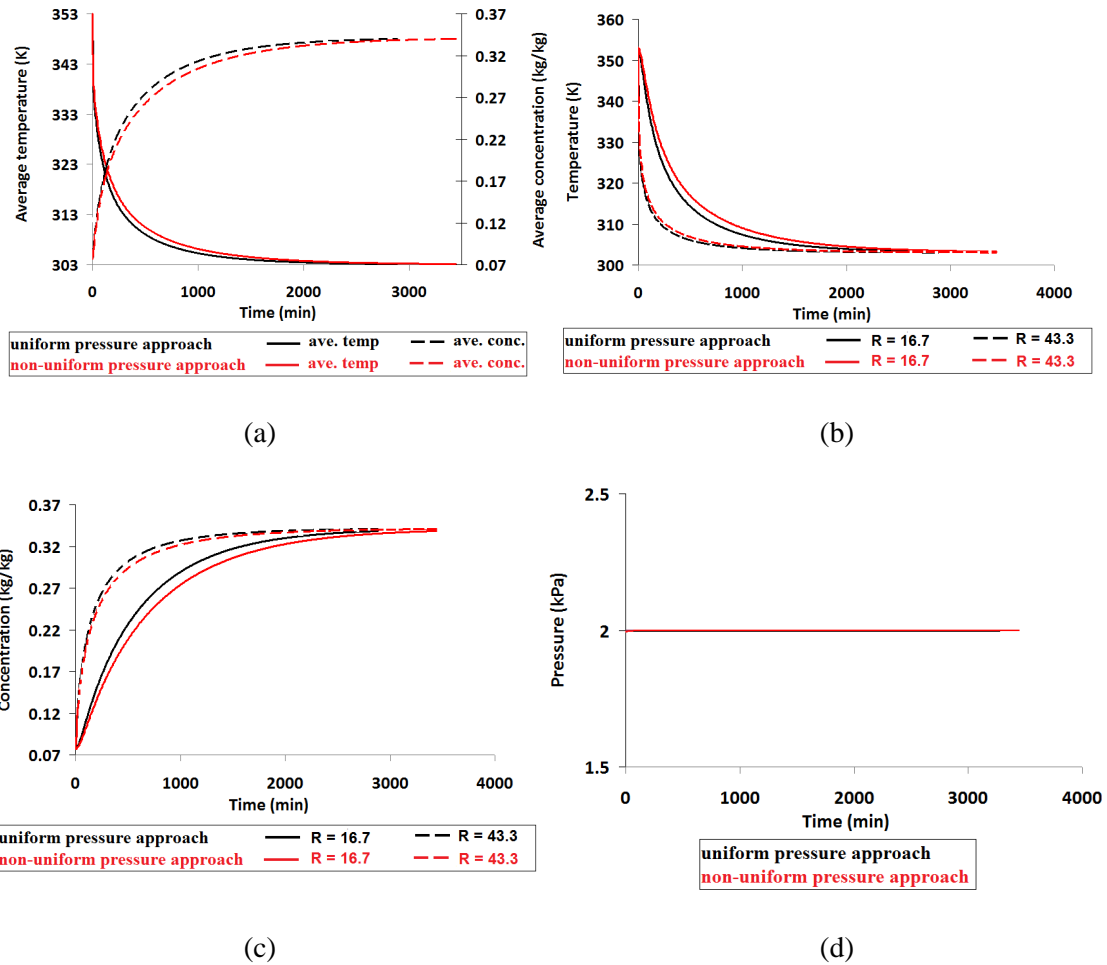 353
343
333
323
313
303
Average temperature (K)
0.37
0.32
0.27
0.22
0.17
0.12
0.07
Average concentration (kg/kg)
0 1000 2000 3000
Time (min)
uniform pressure approach ave. temp ave. conc.
non-uniform pressure approach ave. temp ave. conc.
(a)
360
350
340
330
320
310
300
Temperature (K)
0 1000 2000 3000 4000
Time (min)
uniform pressure approach R = 16.7 R = 43.3
non-uniform pressure approach R = 16.7 R = 43.3
(b)
0.37
0.32
0.27
0.22
0.17
0.12
0.07
Concentration (kg/kg)
0 1000 2000 3000 4000
Time (min)
uniform pressure approach R = 16.7 R = 43.3
non-uniform pressure approach R = 16.7 R = 43.3
(c)
2.5
2
1.5
Pressure (kPa)
0 1000 2000 3000 4000
Time (min)
uniform pressure approach
non-uniform pressure approach
(d)